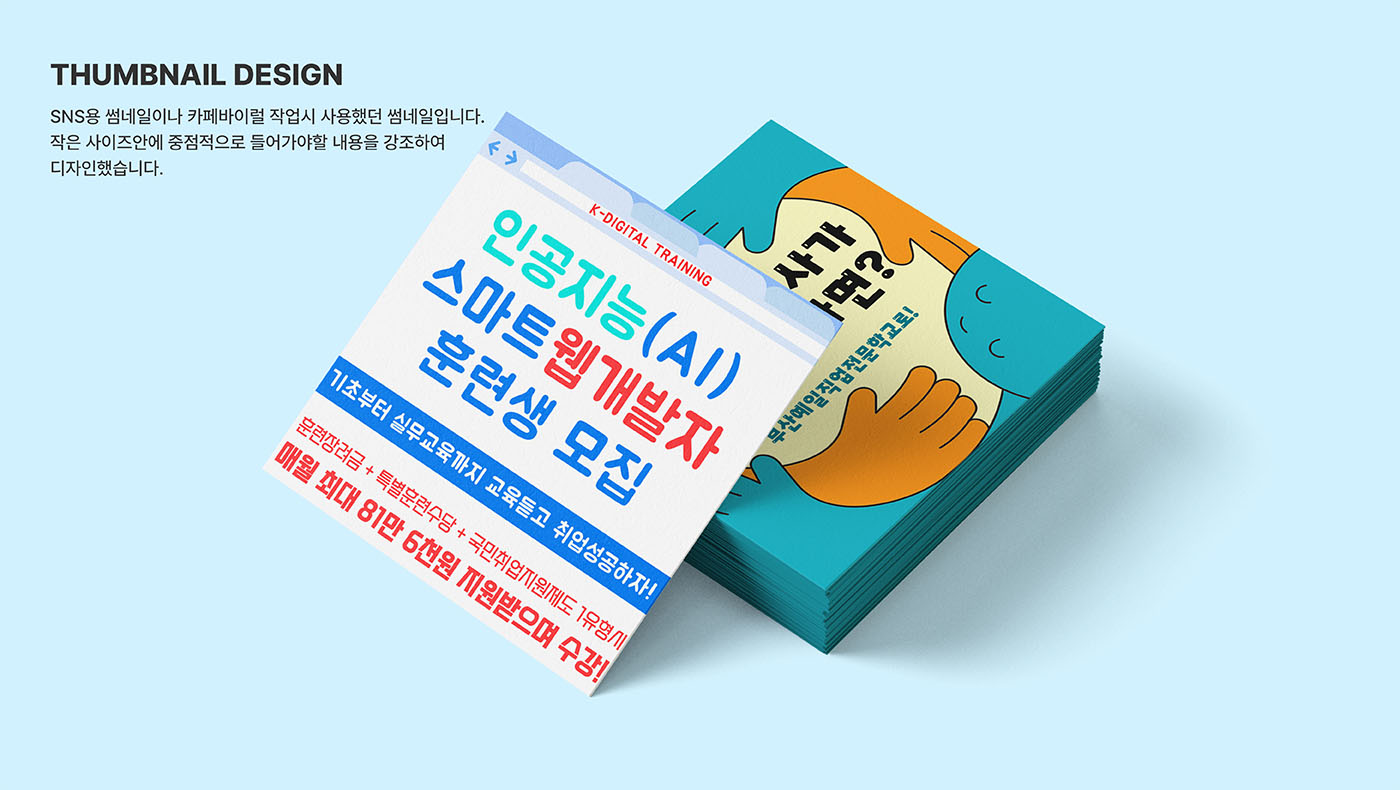 THUMBNAIL DESIGN
SNS용 썸네일이나 카페바이럴 작업시 사용했던 썸네일입니다.
작은 사이즈안에 중점적으로 들어가야할 내용을 강조하여
디자인했습니다.
K-DIGITAL TRAINING
인공지능(AI)
스마트웹개발자
훈련생 모집
기초부터 실무교육까지 교육듣고 취업성공하자!
훈련장려금 + 특별훈련수당 + 국민취업지원제도 1유형시
매월 최대 81만 6천원 지원받으며 수강!
부산예일직업전문학교로!